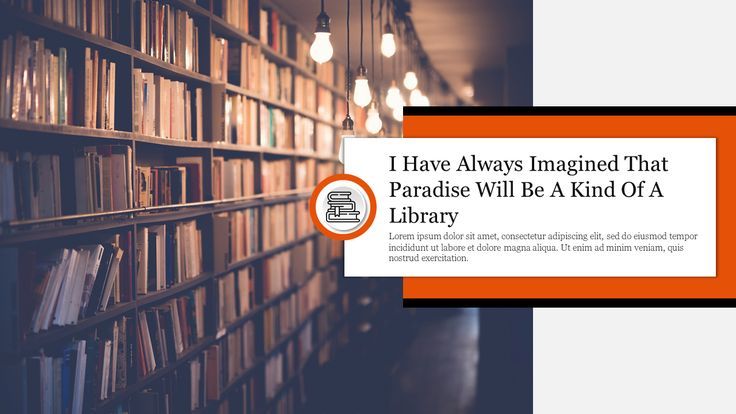 I Have Always Imagined That
Paradise Will Be A Kind Of A
Library
Lorem ipsum dolor sit amet, consectetur adipiscing elit, sed do eiusmod tempor
incididunt ut labore et dolore magna aliqua. Ut enim ad minim veniam, quis
nostrud exercitation.